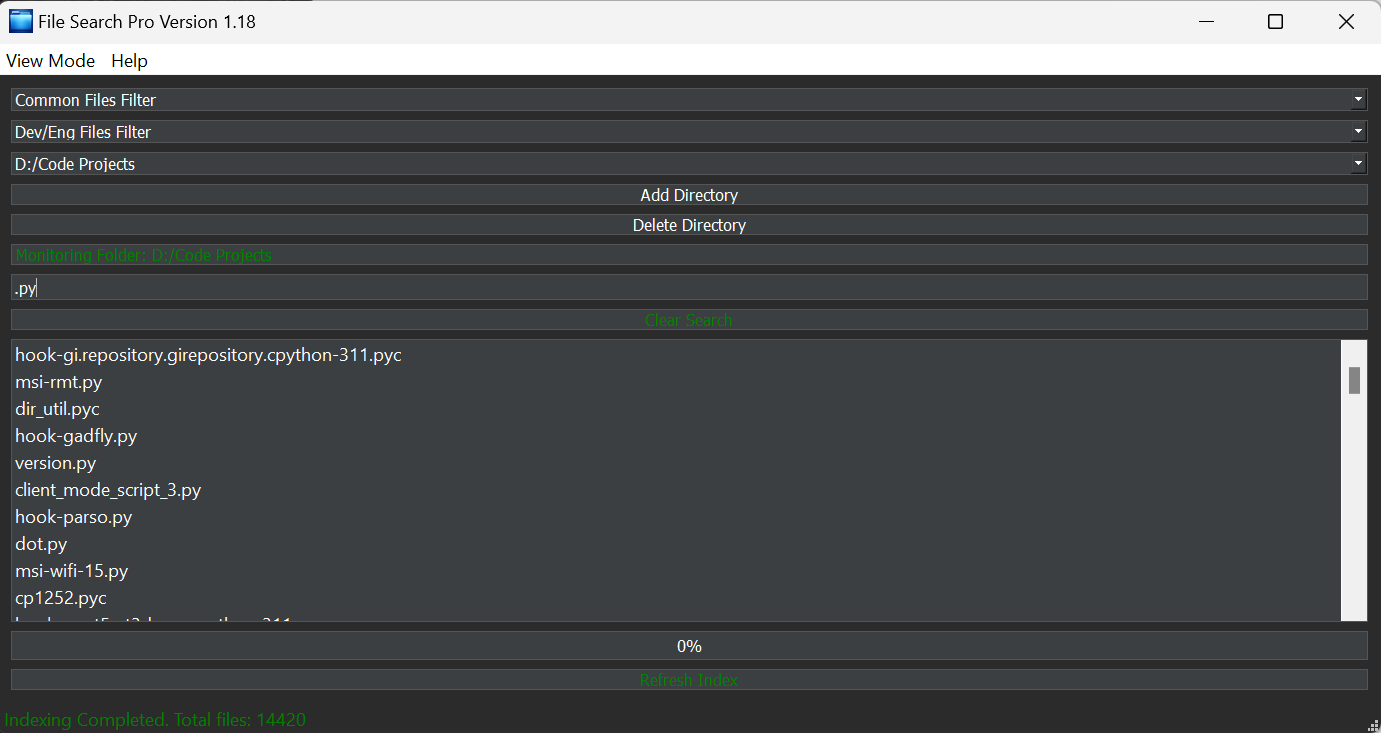 File Search Pro Version 1.18
View Mode Help
Common Files Filter
Dev/Eng Files Filter
D:/Code Projects
Add Directory
Delete Directory
Monitoring Folder: D:/Code Projects
.py
Clear Search
hook-gi.repository.girepository.cpython-311.pyc
msi-rmt.py
dir_util.pyc
hook-gadfly.py
version.py
client_mode_script_3.py
hook-parso.py
dot.py
msi-wifi-15.py
cp1252.pyc
0%
Refresh Index
Indexing Completed. Total files: 14420